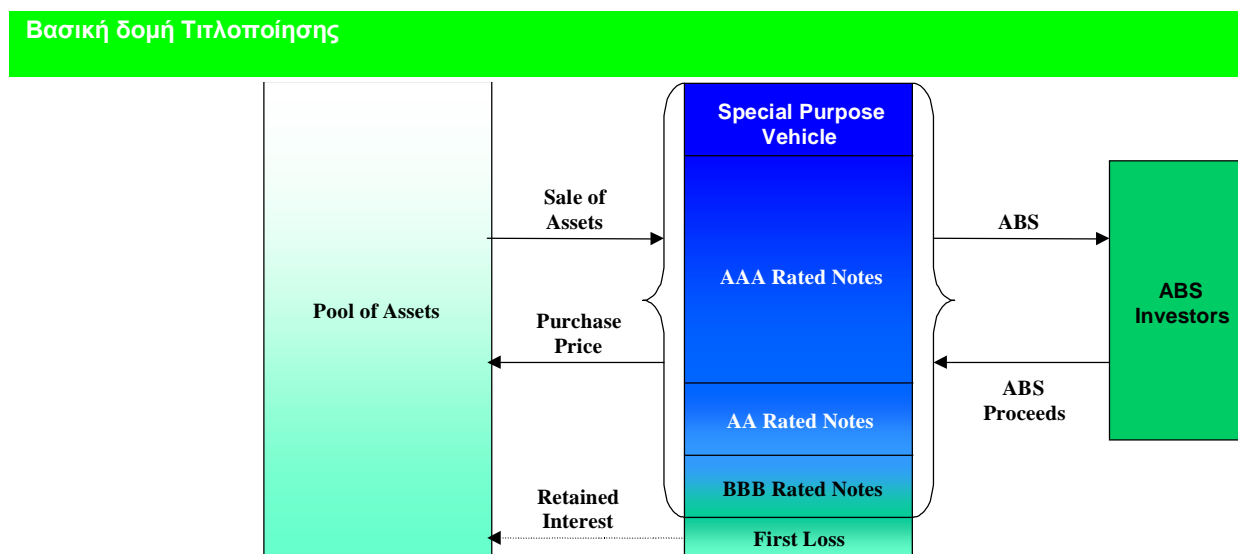 Βασική δομή Τιτλοποίησης
Special Purpose
Vehicle
Sale of
Assets
ABS
AAA Rated Notes
Pool of Assets
ABS
Investors
Purchase
Price
ABS
Proceeds
AA Rated Notes
BBB Rated Notes
Retained
Interest
First Loss